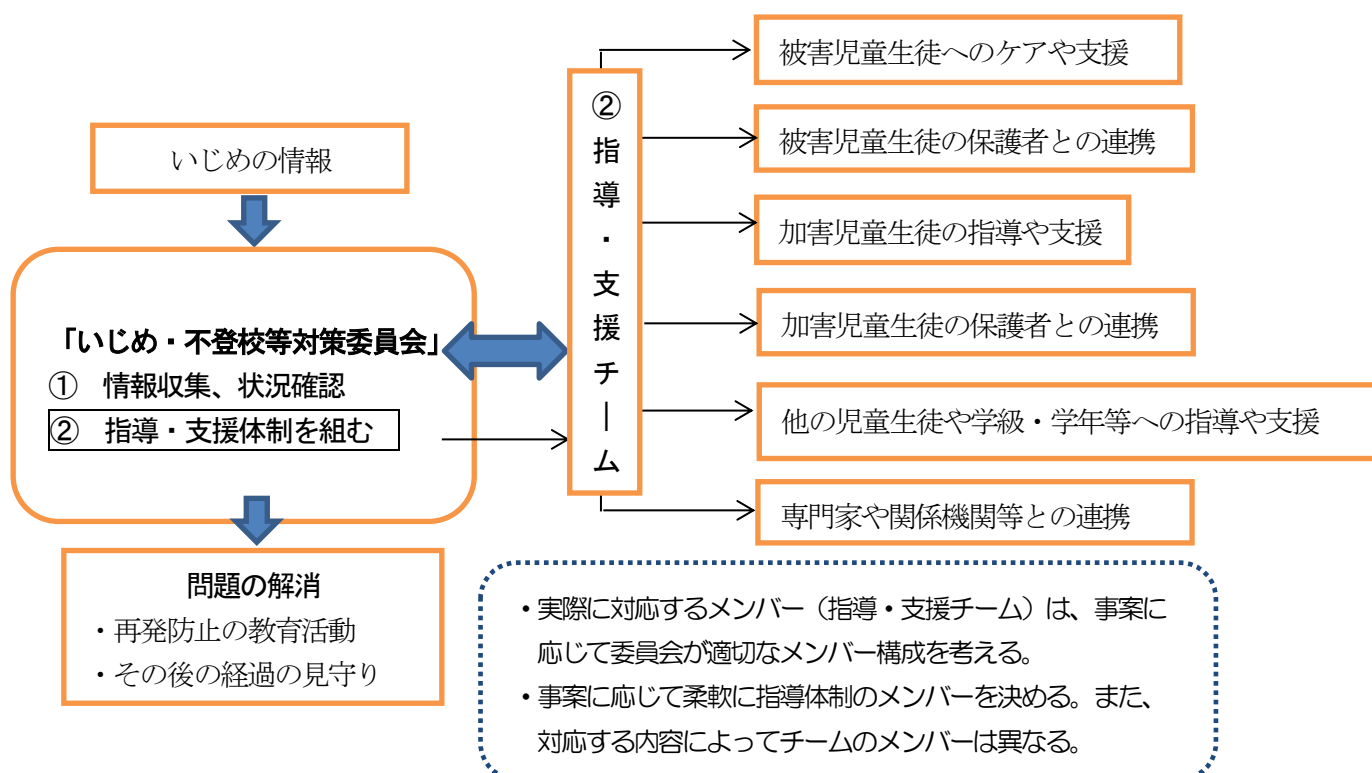 いじめの情報
「いじめ・不登校等対策委員会」
① 情報収集、状況確認
② 指導・支援体制を組む
問題の解消
・再発防止の教育活動
・その後の経過の見守り
②指導・支援チーム
被害児童生徒へのケアや支援
被害児童生徒の保護者との連携
加害児童生徒の指導や支援
加害児童生徒の保護者との連携
他の児童生徒や学級・学年等への指導や支援
専門家や関係機関等との連携
・実際に対応するメンバー（指導・支援チーム）は、事案に
応じて委員会が適切なメンバー構成を考える。
・事案に応じて柔軟に指導体制のメンバーを決める。また、
対応する内容によってチームのメンバーは異なる。